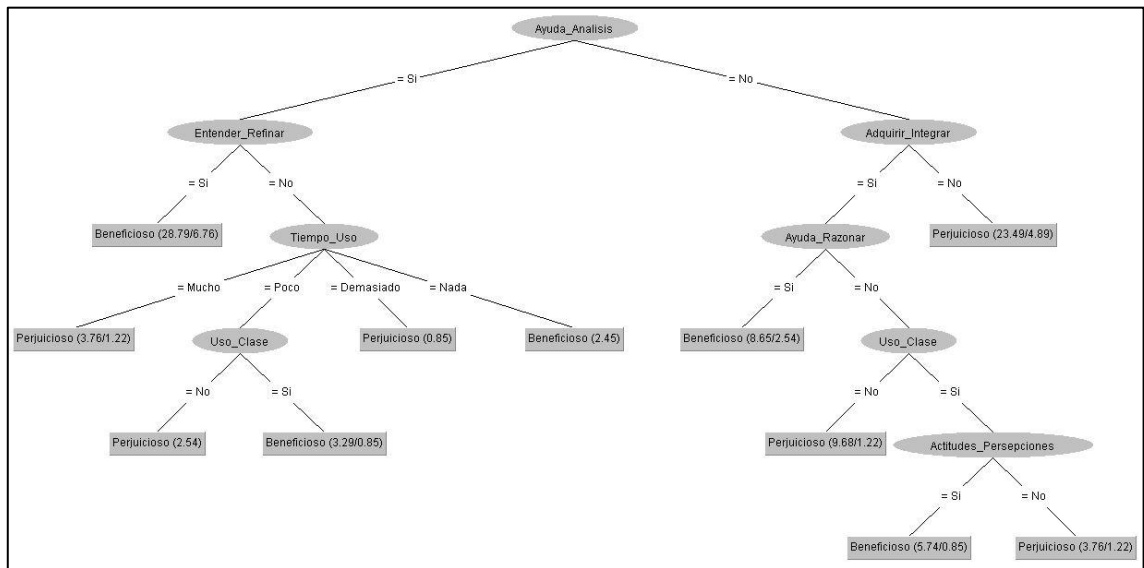 Ayuda_Analisis
= Si
= No
Entender_Refinar
Adquirir_Integrar
= Si
= No
= Si
= No
Beneficioso (28.79/6.76)
Tiempo_Uso
Ayuda_Razonar
Perjuicioso (23.49/4.89)
= Mucho
= Poco
= Demasiado
= Nada
= Si
= No
Perjuicioso (3.76/1.22)
Uso_Clase
Perjuicioso (0.85)
Beneficioso (2.45)
Beneficioso (8.65/2.54)
Uso_Clase
= No
= Si
= No
= Si
Perjuicioso (2.54)
Beneficioso (3.29/0.85)
Perjuicioso (9.68/1.22)
Actitudes_Persepciones
= Si
= No
Beneficioso (5.74/0.85)
Perjuicioso (3.76/1.22)